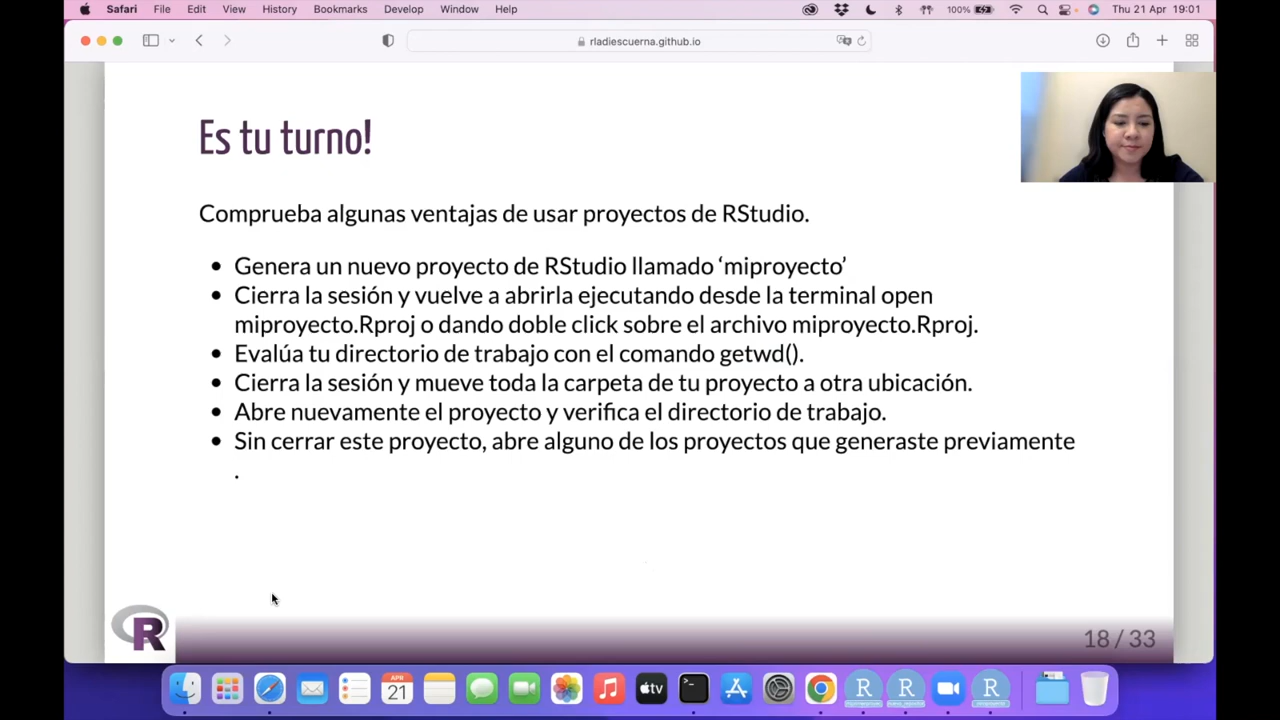 Safari File Edit View History Bookmarks Develop Window Help 100% Thu 21 Apr 19:01
rladiescuerna.github.io
Es tu turno!
Comprueba algunas ventajas de usar proyectos de RStudio.
• Genera un nuevo proyecto de RStudio llamado ‘miproyecto’
• Cierra la sesión y vuelve a abrirla ejecutando desde la terminal open
miproyecto.Rproj o dando doble click sobre el archivo miproyecto.Rproj.
• Evalúa tu directorio de trabajo con el comando getwd().
• Cierra la sesión y mueve toda la carpeta de tu proyecto a otra ubicación.
• Abre nuevamente el proyecto y verifica el directorio de trabajo.
• Sin cerrar este proyecto, abre alguno de los proyectos que generaste previamente
.
R
18 / 33
APR
21
tv
R R R